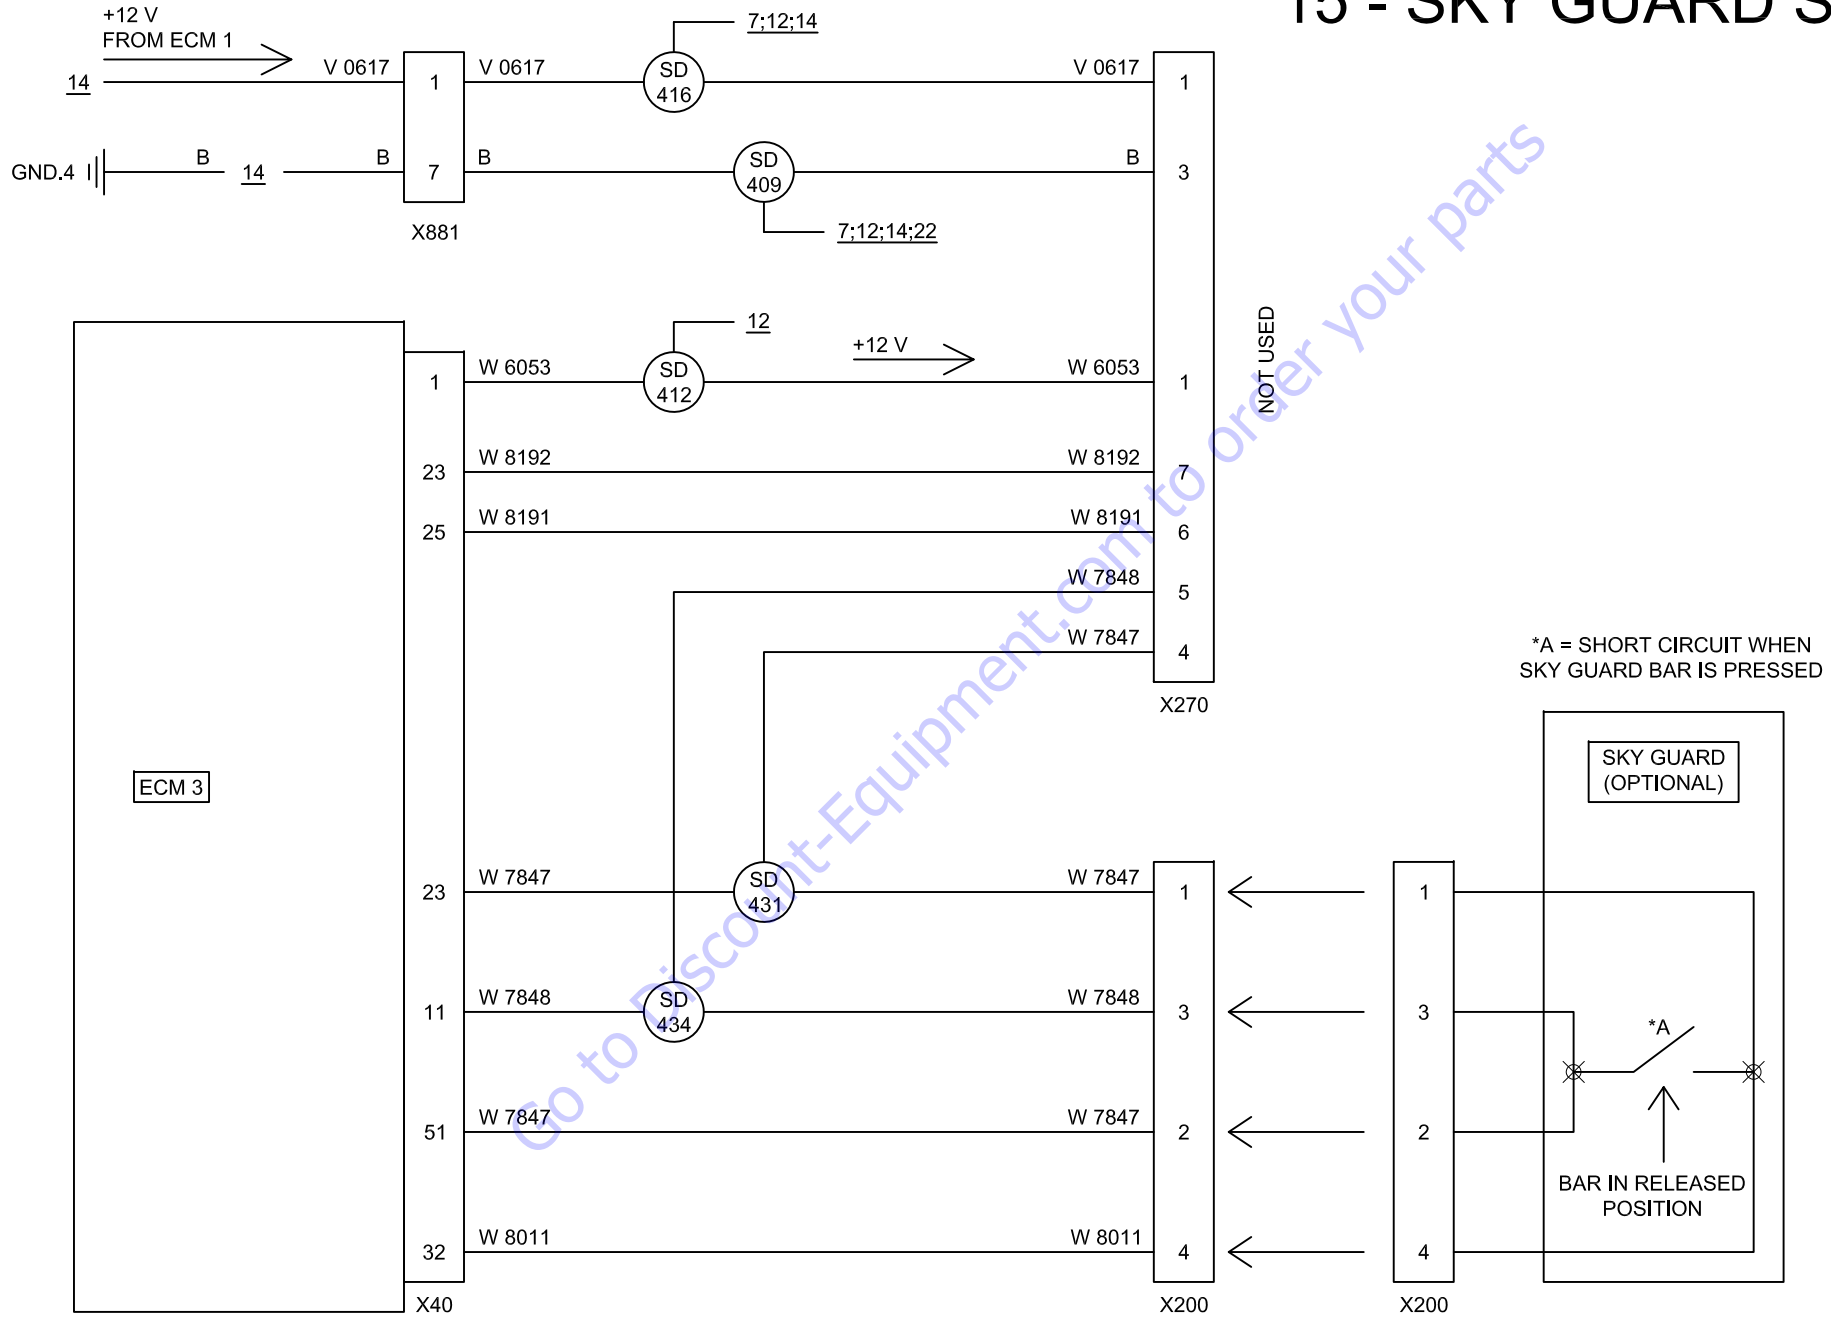 15 - SKY GUARD S
+12 V
FROM ECM 1
14
V 0617
1
V 0617
SD
416
7;12;14
V 0617
1
GND.4
B
14
B
7
B
SD
409
B
3
7;12;14;22
X881
NOT USED
1
W 6053
SD
412
12
+12 V
W 6053
1
23
W 8192
W 8192
7
25
W 8191
W 8191
6
W 7848
5
W 7847
4
X270
*A = SHORT CIRCUIT WHEN
SKY GUARD BAR IS PRESSED
SKY GUARD
(OPTIONAL)
ECM 3
23
W 7847
SD
431
W 7847
1
1
11
W 7848
SD
434
W 7848
3
3
*A
51
W 7847
W 7847
2
2
BAR IN RELEASED
POSITION
32
W 8011
W 8011
4
4
X40
X200
X200
Go to Discount-Equipment.com to order your parts